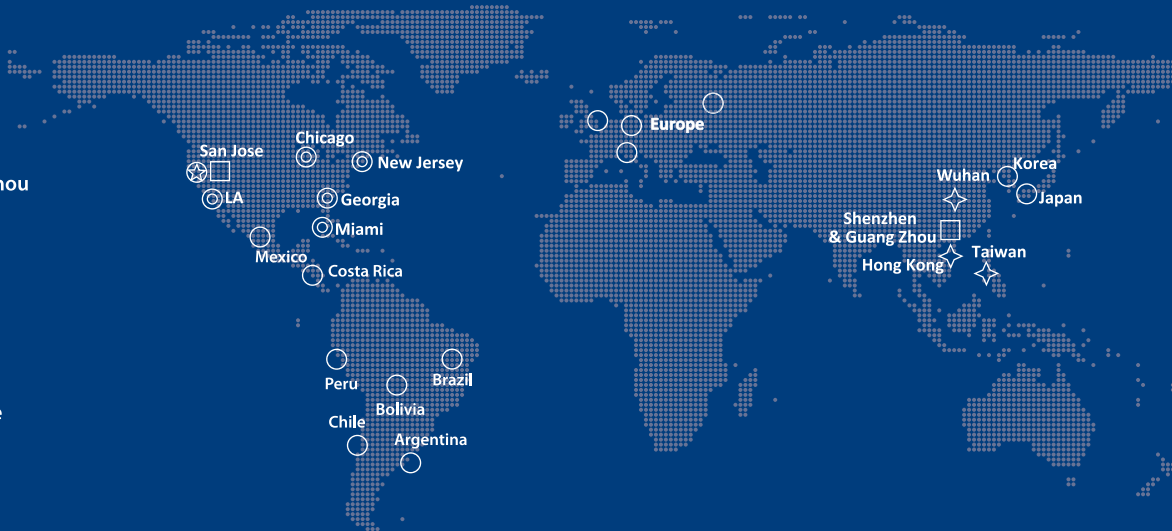 Chicago
San Jose
New Jersey
LA
Georgia
Miami
Mexico
Costa Rica
Peru
Brazil
Bolivia
Chile
Argentina
Europe
Korea
Wuhan
Japan
Shenzhen
& Guang Zhou
Taiwan
Hong Kong